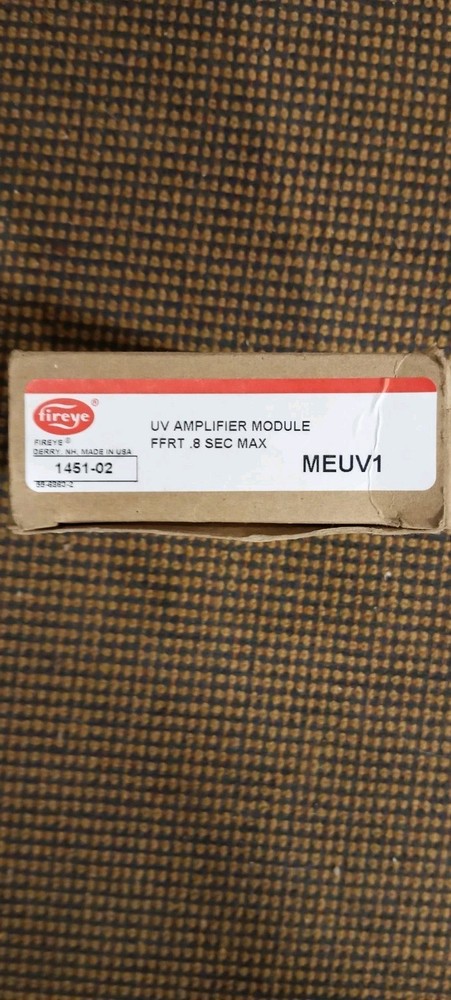 fireye®
FIREYE®
DERRY, NH, MADE IN USA
1451-02
UV AMPLIFIER MODULE
FFRT .8 SEC MAX
MEUV1